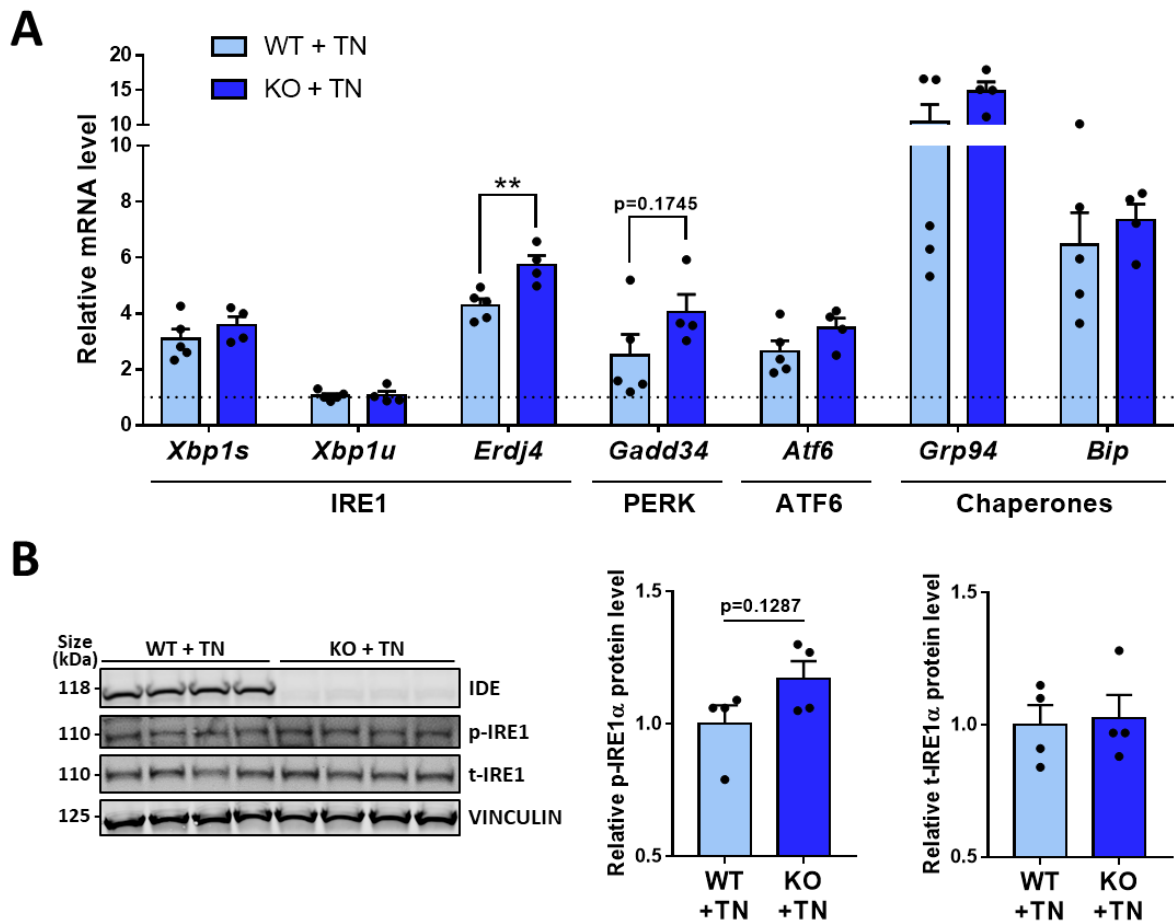 A
WT + TN
KO + TN
Relative mRNA level
20
15
10
8
6
4
2
0
**
p=0.1745
Xbp1s Xbp1u Erdj4 Gadd34 Atf6 Grp94 Bip
IRE1 PERK ATF6 Chaperones
B
Size
(kDa)
WT + TN KO + TN
118 IDE
110 p-IRE1
110 t-IRE1
125 VINCULIN
Relative p-IRE1α protein level
1.5
1.0
0.5
p=0.1287
WT
+TN
KO
+TN
Relative t-IRE1α protein level
1.5
1.0
0.5
WT
+TN
KO
+TN